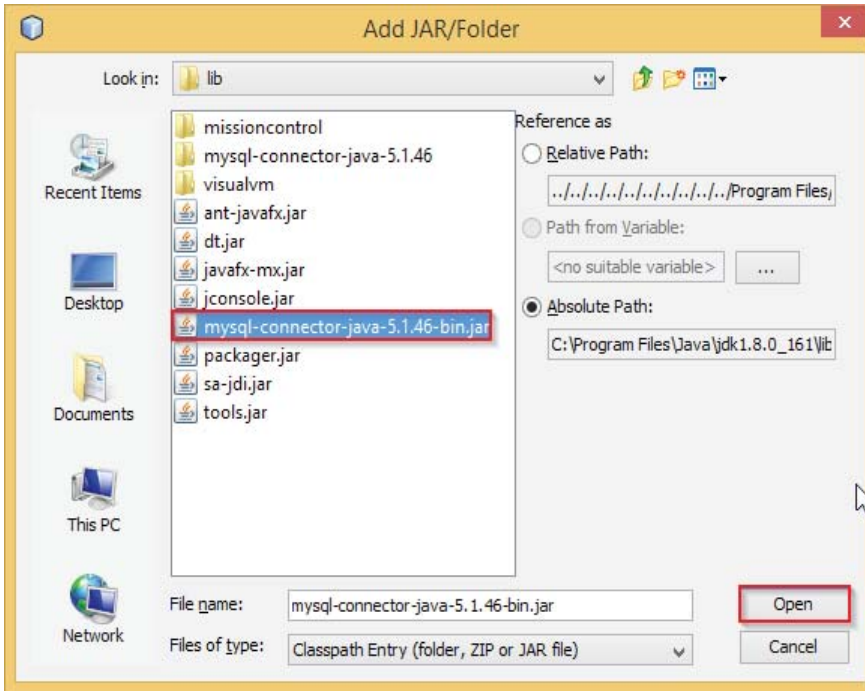 Add JAR/Folder
Look in:
lib
Recent Items
Desktop
Documents
This PC
Network
missioncontrol
mysql-connector-java-5.1.46
visualvm
ant-javafx.jar
dt.jar
javafx-mx.jar
jconsole.jar
mysql-connector-java-5.1.46-bin.jar
packager.jar
sa-jdi.jar
tools.jar
Reference as
Relative Path:
../../../../../../../../../../Program Files/
Path from Variable:
<no suitable variable>
...
Absolute Path:
C:\Program Files\Java\jdk1.8.0_161\lib
File name:
mysql-connector-java-5.1.46-bin.jar
Open
Files of type:
Classpath Entry (folder, ZIP or JAR file)
Cancel